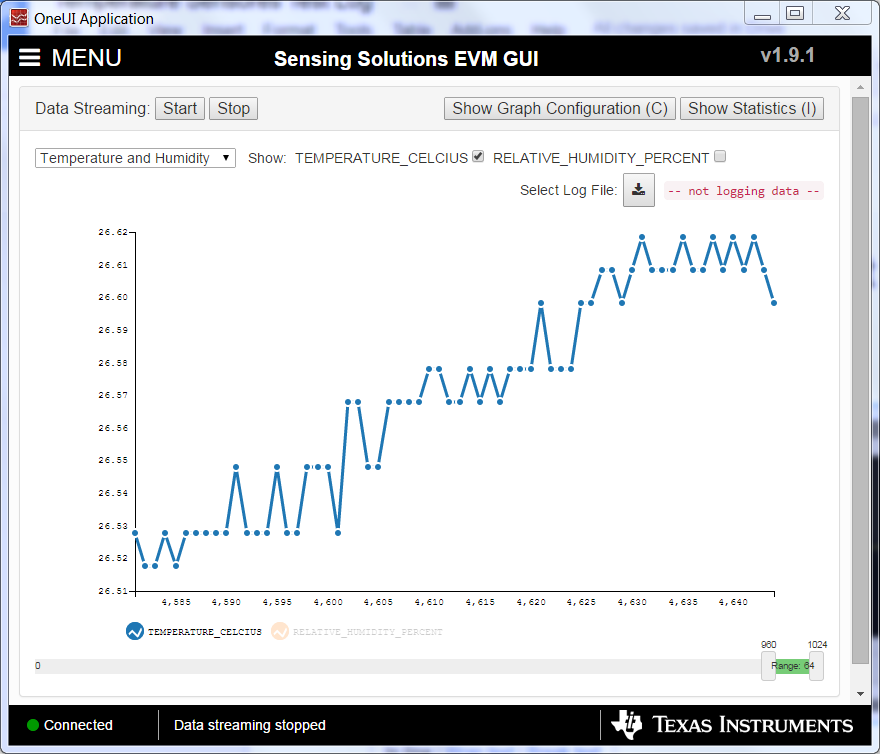 OneUI Application
MENU
Sensing Solutions EVM GUI
v1.9.1
Data Streaming: Start Stop
Show Graph Configuration (C) Show Statistics (I)
Temperature and Humidity Show: TEMPERATURE_CELCIUS RELATIVE_HUMIDITY_PERCENT
Select Log File: -- not logging data --
26.62
26.61
26.60
26.59
26.58
26.57
26.56
26.55
26.54
26.53
26.52
26.51
4,585 4,590 4,595 4,600 4,605 4,610 4,615 4,620 4,625 4,630 4,635 4,640
TEMPERATURE_CELCIUS RELATIVE_HUMIDITY_PERCENT
960 1024
0 Range: 64
Connected Data streaming stopped TEXAS INSTRUMENTS